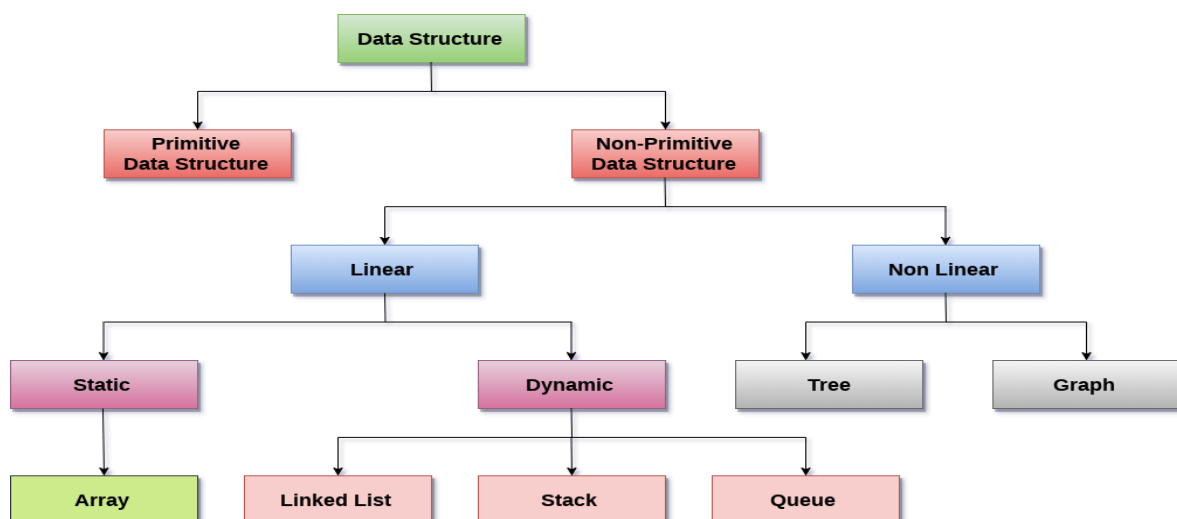 Data Structure
Primitive
Data Structure
Non-Primitive
Data Structure
Linear
Non Linear
Static
Dynamic
Tree
Graph
Array
Linked List
Stack
Queue